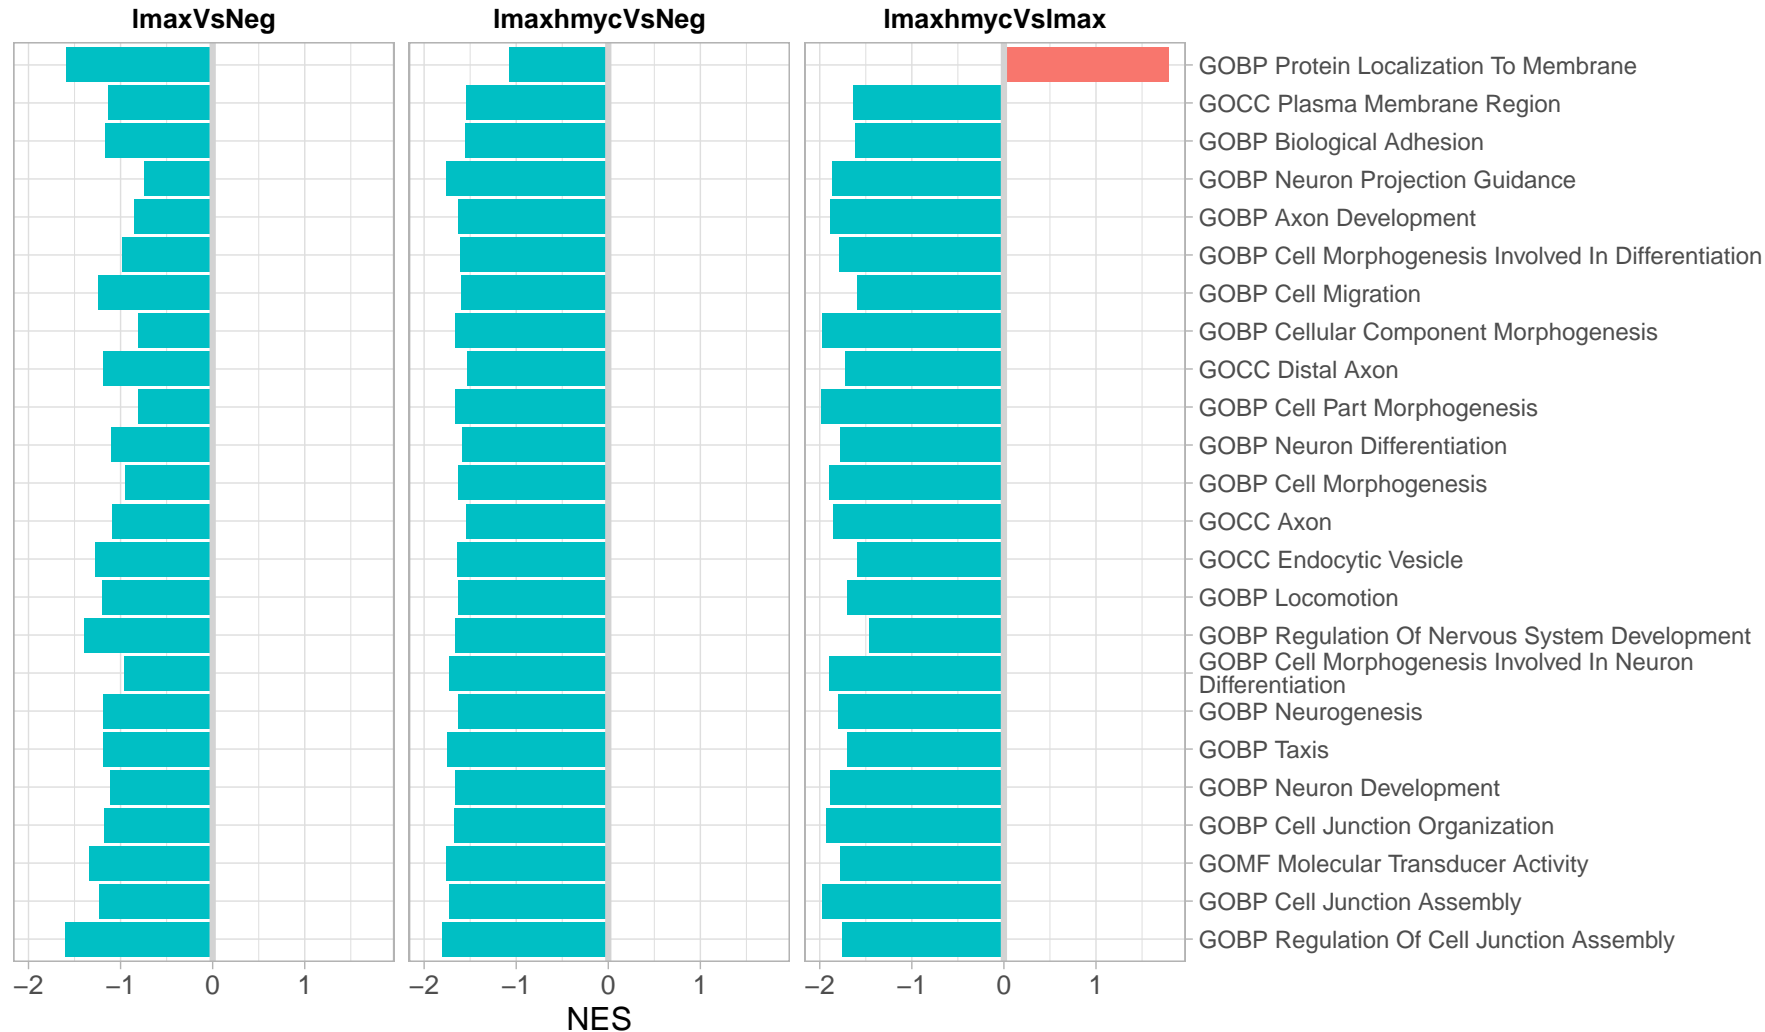 ImaxVsNeg
ImaxhmycVsNeg
ImaxhmycVsImax
GOBP Protein Localization To Membrane
GOCC Plasma Membrane Region
GOBP Biological Adhesion
GOBP Neuron Projection Guidance
GOBP Axon Development
GOBP Cell Morphogenesis Involved In Differentiation
GOBP Cell Migration
GOBP Cellular Component Morphogenesis
GOCC Distal Axon
GOBP Cell Part Morphogenesis
GOBP Neuron Differentiation
GOBP Cell Morphogenesis
GOCC Axon
GOCC Endocytic Vesicle
GOBP Locomotion
GOBP Regulation Of Nervous System Development
GOBP Cell Morphogenesis Involved In Neuron
Differentiation
GOBP Neurogenesis
GOBP Taxis
GOBP Neuron Development
GOBP Cell Junction Organization
GOMF Molecular Transducer Activity
GOBP Cell Junction Assembly
GOBP Regulation Of Cell Junction Assembly
−2 −1 0 1
−2 −1 0 1
−2 −1 0 1
NES